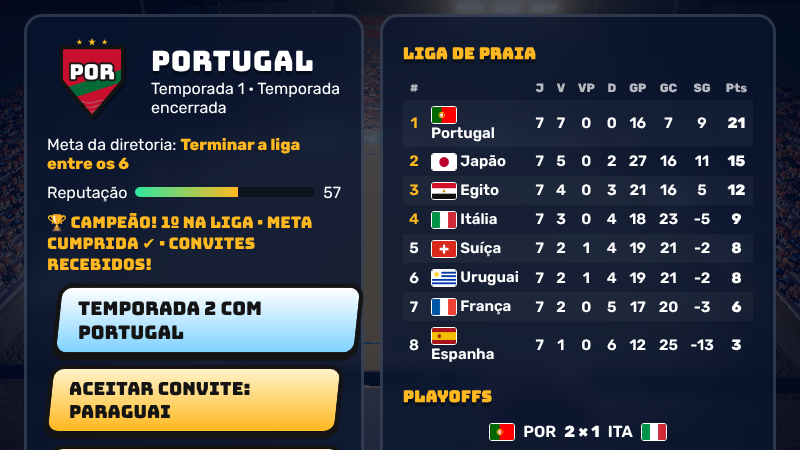 POR
PORTUGAL
Temporada 1 • Temporada
encerrada
Meta da diretoria: Terminar a liga
entre os 6
Reputação 57
🏆 CAMPEÃO! 1º NA LIGA • META
CUMPRIDA ✔ • CONVITES
RECEBIDOS!
TEMPORADA 2 COM
PORTUGAL
ACEITAR CONVITE:
PARAGUAI
LIGA DE PRAIA
# J V VP D GP GC SG Pts
1 Portugal 7 7 0 0 16 7 9 21
2 Japão 7 5 0 2 27 16 11 15
3 Egito 7 4 0 3 21 16 5 12
4 Itália 7 3 0 4 18 23 -5 9
5 Suíça 7 2 1 4 19 21 -2 8
6 Uruguai 7 2 1 4 19 21 -2 8
7 França 7 2 0 5 17 20 -3 6
8 Espanha 7 1 0 6 12 25 -13 3
PLAYOFFS
POR 2 × 1 ITA